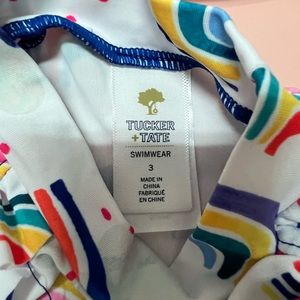 TUCKER
+ TATE
SWIMWEAR
3
MADE IN
CHINA
FABRIQUÉ
EN CHINE